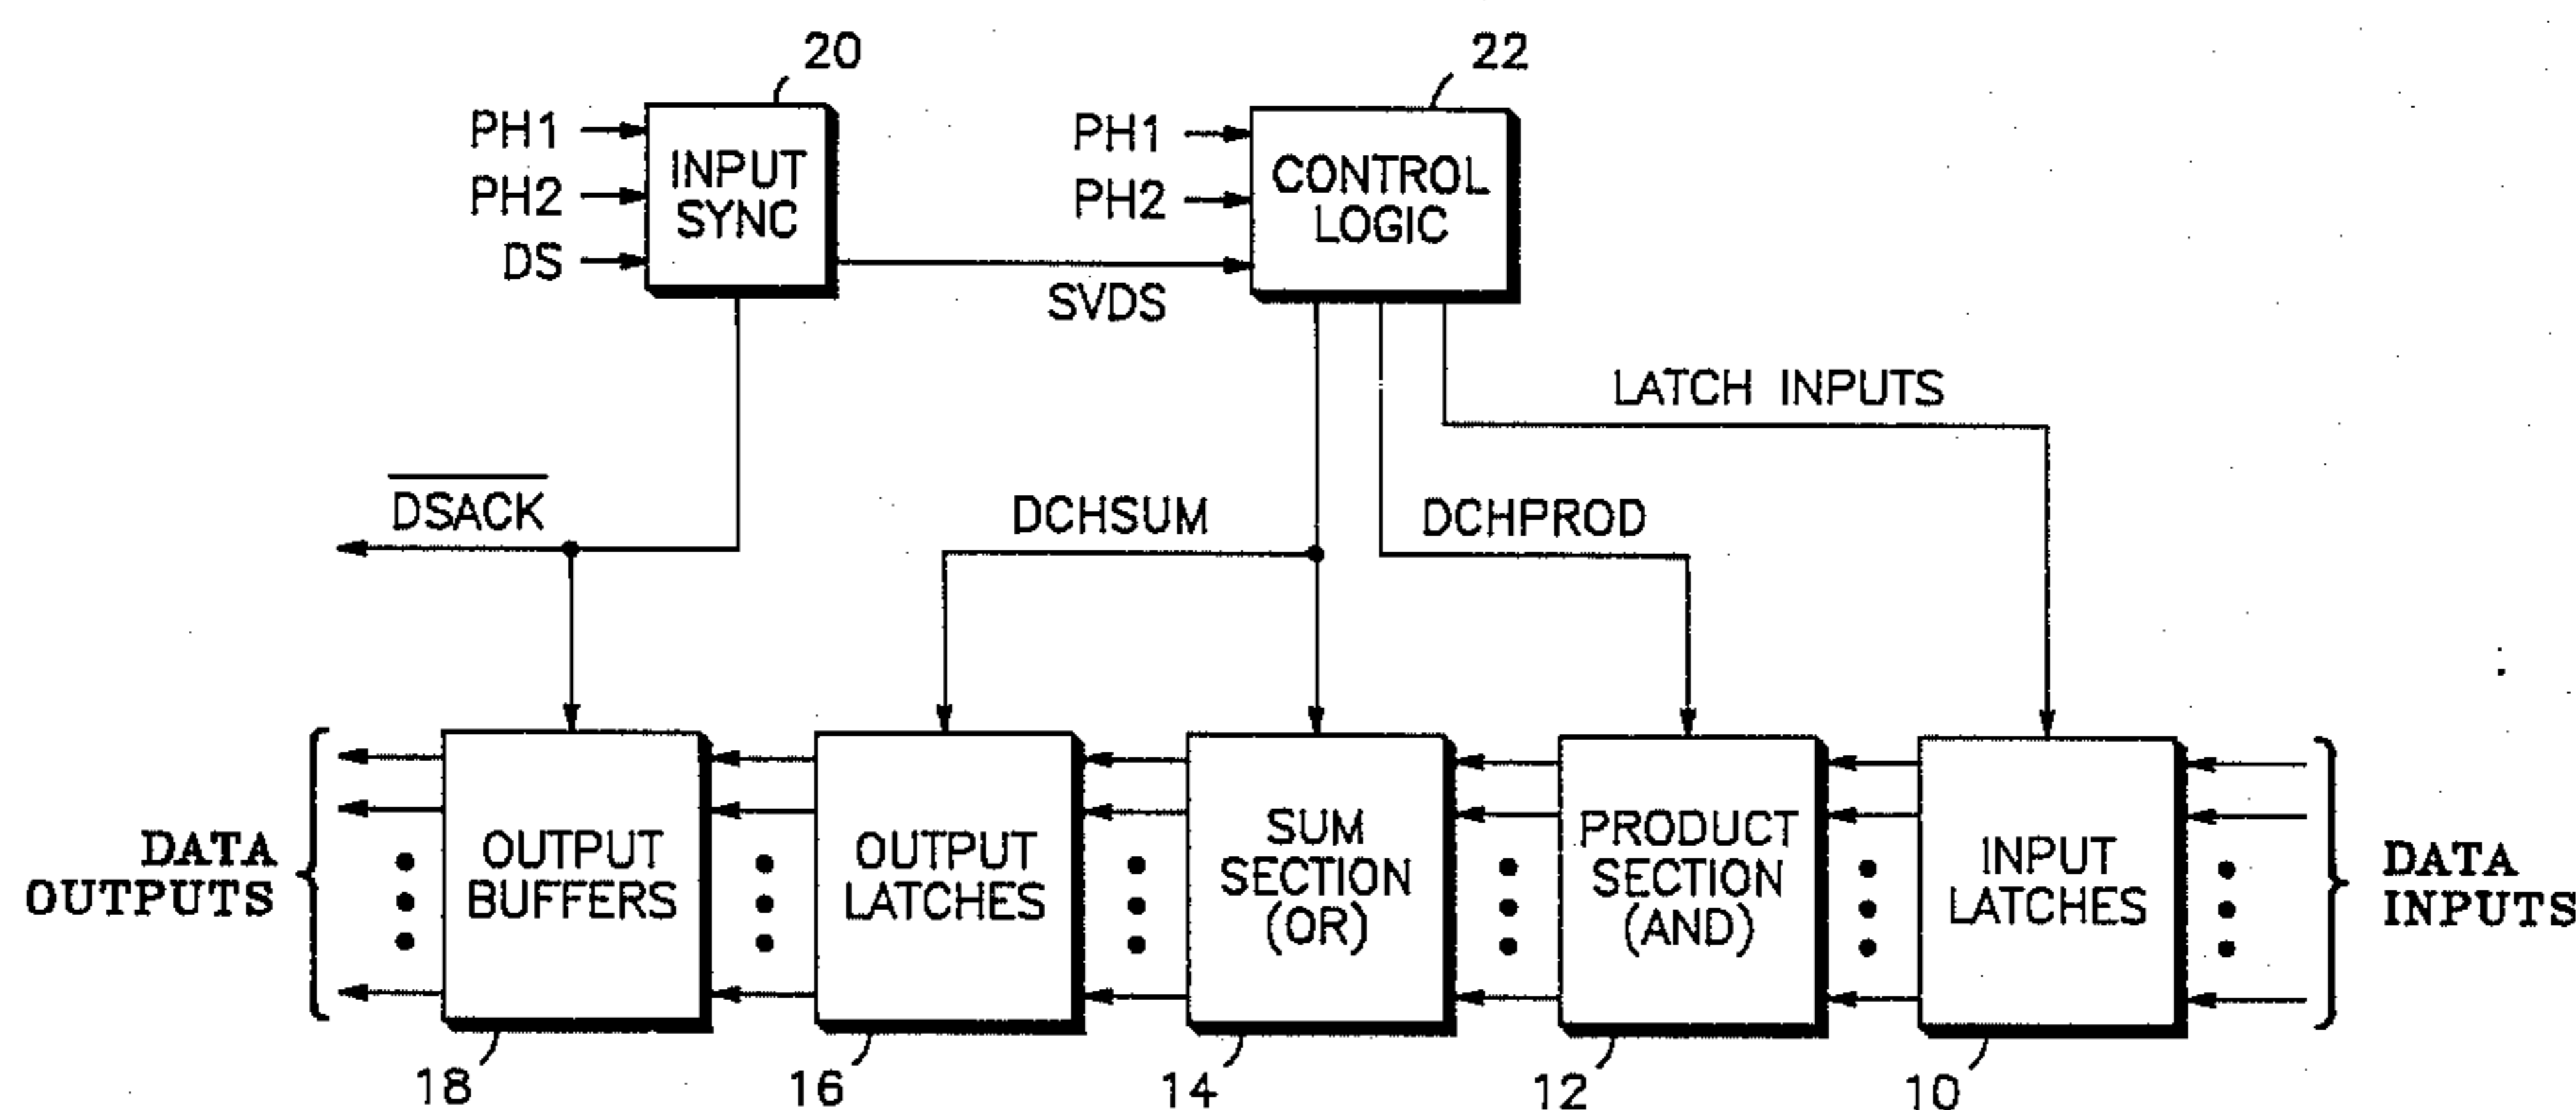 20
22
PH1
PH2
DS
INPUT
SYNC
PH1
PH2
CONTROL
LOGIC
SVDS
LATCH INPUTS
DSACK
DCHSUM
DCHPROD
DATA
OUTPUTS
OUTPUT
BUFFERS
OUTPUT
LATCHES
SUM
SECTION
(OR)
PRODUCT
SECTION
(AND)
INPUT
LATCHES
DATA
INPUTS
18
16
14
12
10